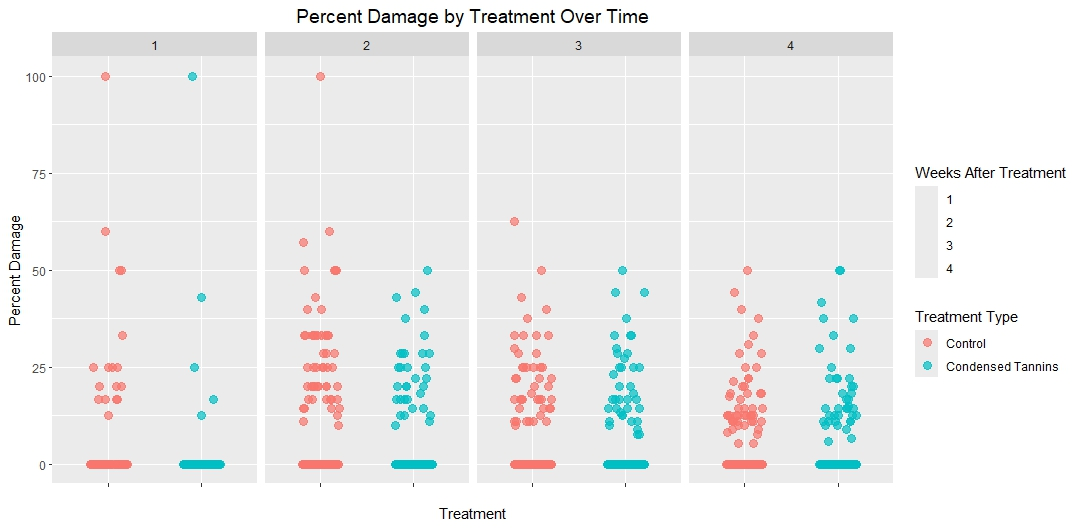 Percent Damage by Treatment Over Time
1 2 3 4
100
75
50
25
0
Percent Damage
Treatment
Weeks After Treatment
1
2
3
4
Treatment Type
Control
Condensed Tannins